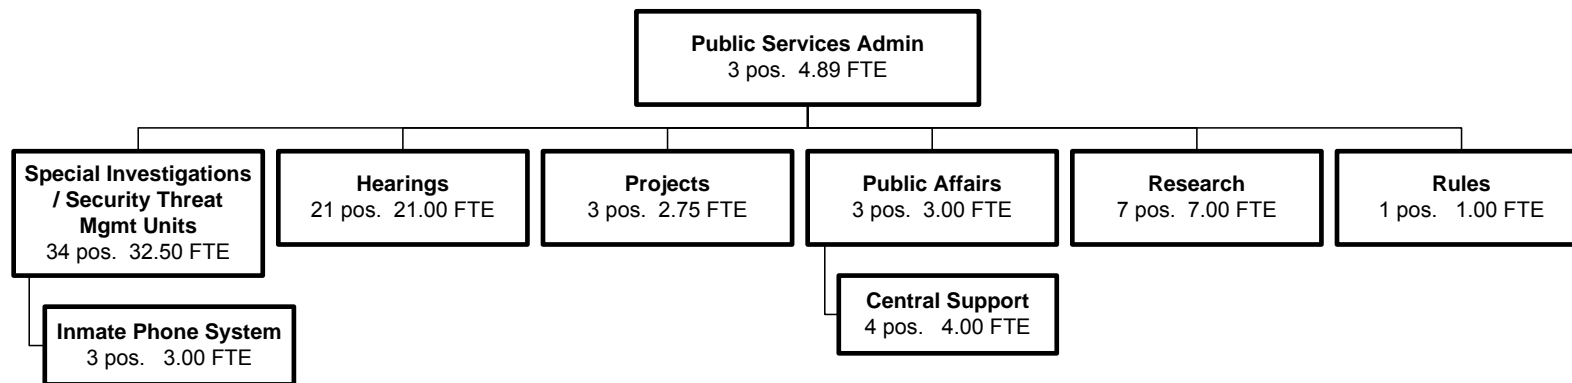 Public Services Admin
3 pos.  4.89 FTE
Special Investigations
/ Security Threat
Mgmt Units
34 pos.  32.50 FTE
Hearings
21 pos.  21.00 FTE
Projects
3 pos.  2.75 FTE
Public Affairs
3 pos.  3.00 FTE
Research
7 pos.  7.00 FTE
Rules
1 pos.   1.00 FTE
Inmate Phone System
3 pos.   3.00 FTE
Central Support
4 pos.   4.00 FTE